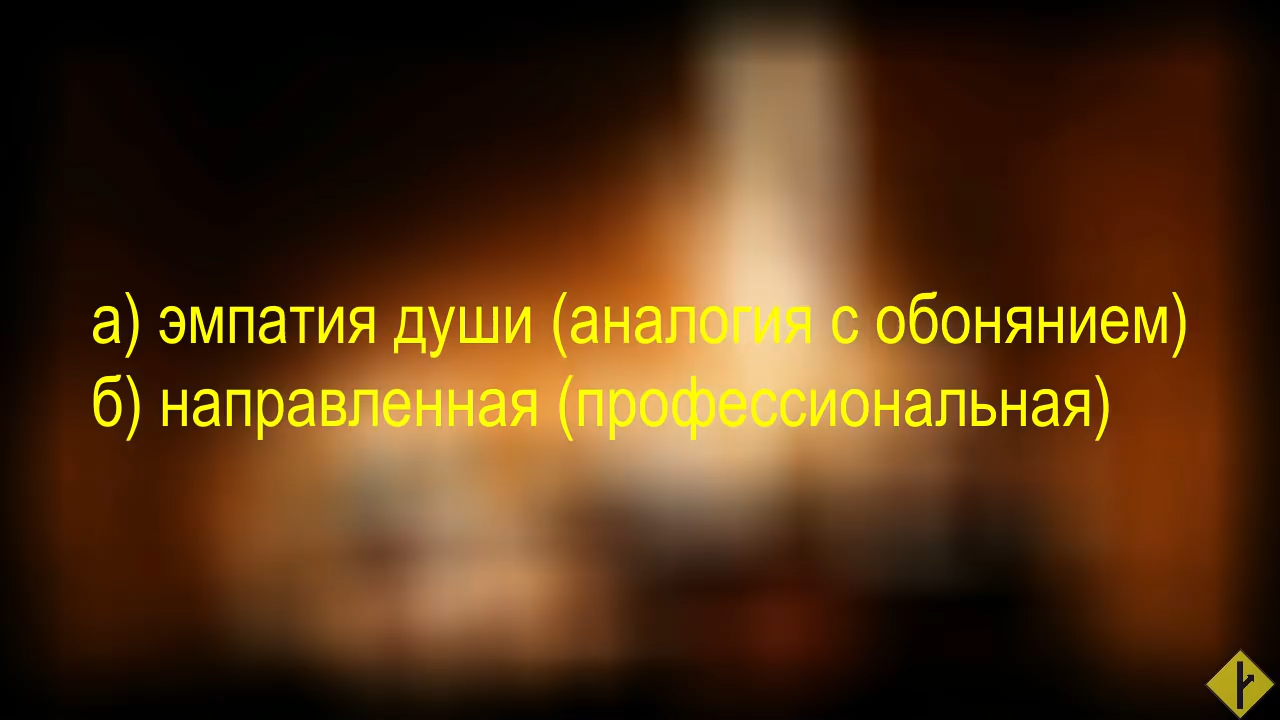 а) эмпатия души (аналогия с обонянием)
б) направленная (профессиональная)